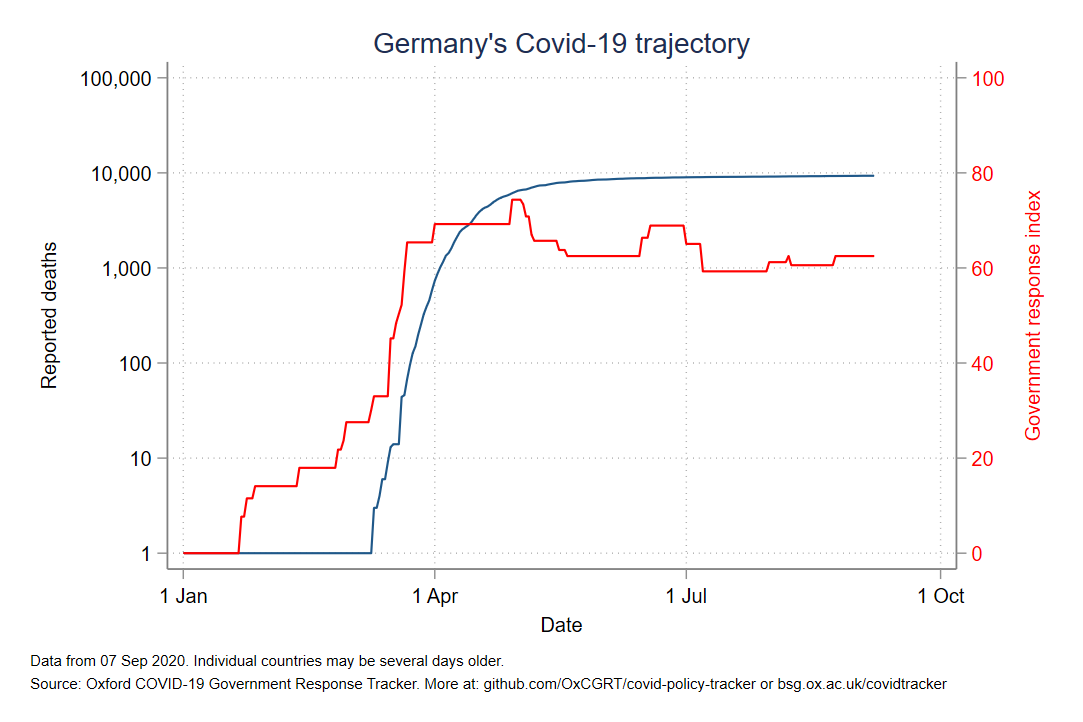 Germany's Covid-19 trajectory
100,000
10,000
1,000
100
10
1
Reported deaths
100
80
60
40
20
0
Government response index
1 Jan
1 Apr
1 Jul
1 Oct
Date
Data from 07 Sep 2020. Individual countries may be several days older.
Source: Oxford COVID-19 Government Response Tracker. More at: github.com/OxCGRT/covid-policy-tracker or bsg.ox.ac.uk/covidtracker